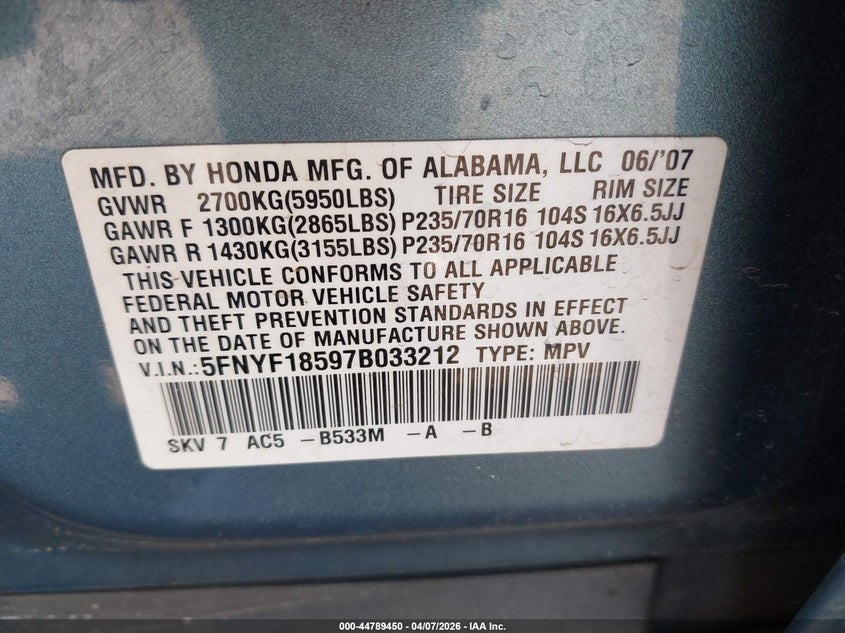 MFD. BY HONDA MFG. OF ALABAMA, LLC 06/'07
GVWR 2700KG(5950LBS) TIRE SIZE RIM SIZE
GAWR F 1300KG(2865LBS) P235/70R16 104S 16X6.5JJ
GAWR R 1430KG(3155LBS) P235/70R16 104S 16X6.5JJ
THIS VEHICLE CONFORMS TO ALL APPLICABLE
FEDERAL MOTOR VEHICLE SAFETY
AND THEFT PREVENTION STANDARDS IN EFFECT
ON THE DATE OF MANUFACTURE SHOWN ABOVE.
V.I.N.:5FNYF18597B033212 TYPE: MPV
SKV 7 AC5 -B533M -A -B
000-44789450 - 04/07/2026 - IAA Inc.